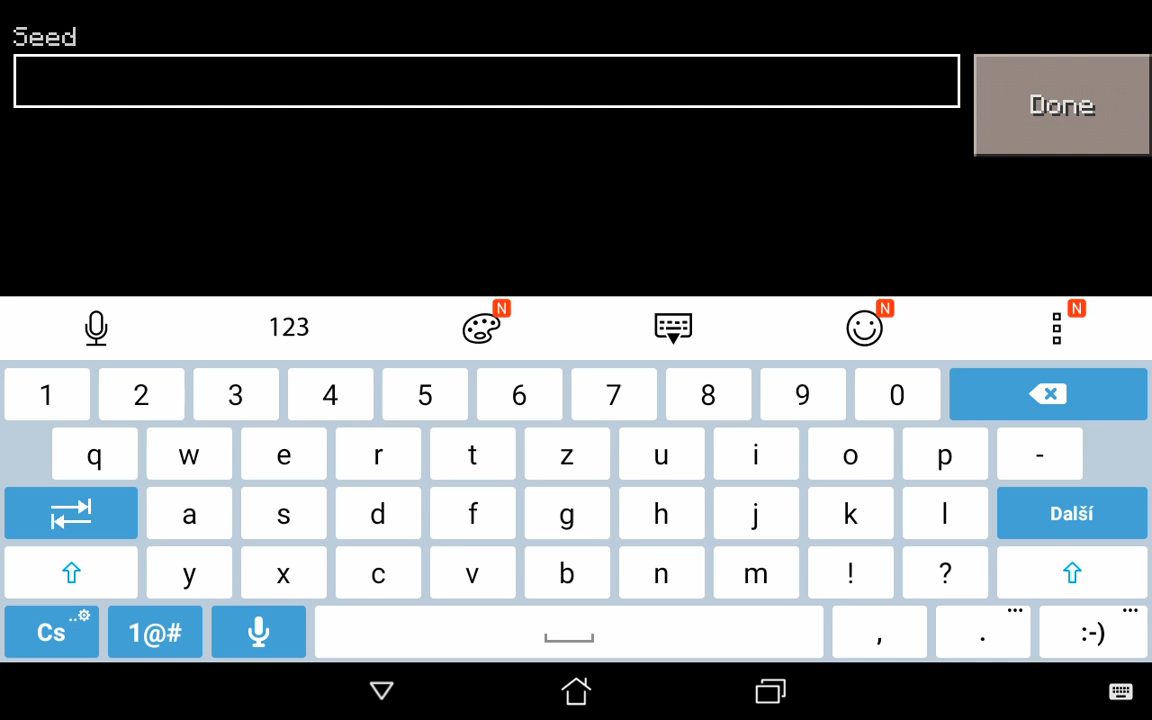 Seed
Done
123 N N N
1 2 3 4 5 6 7 8 9 0
q w e r t z u i o p -
a s d f g h j k l Další
y x c v b n m ! ?
Cs 1@# , . :-)